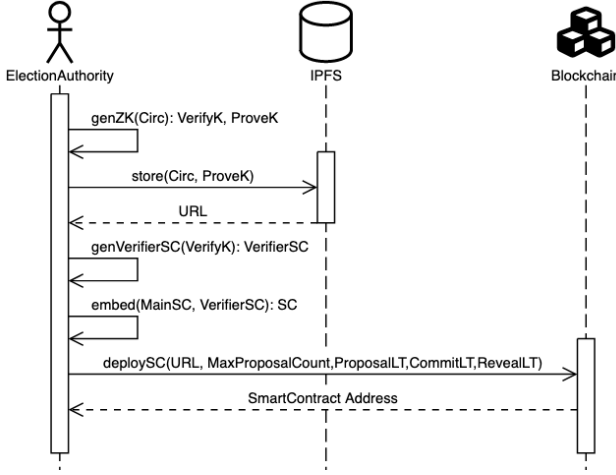 ElectionAuthority
IPFS
Blockchain
genZK(Circ): VerifyK, ProveK
store(Circ, ProveK)
URL
genVerifierSC(VerifyK): VerifierSC
embed(MainSC, VerifierSC): SC
deploySC(URL, MaxProposalCount,ProposalLT,CommitLT,RevealLT)
SmartContract Address